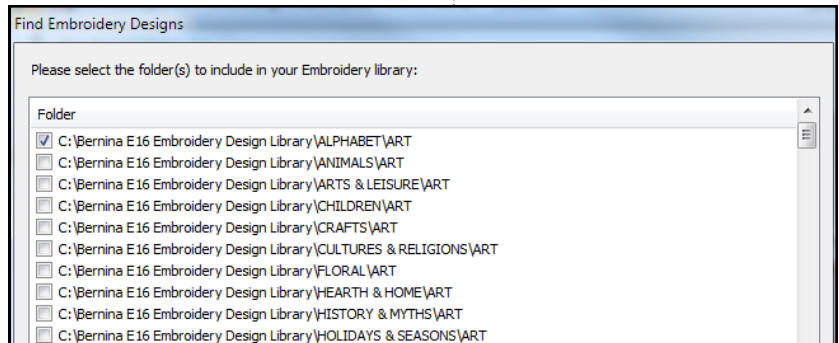 Find Embroidery Designs
Please select the folder(s) to include in your Embroidery library:
Folder
C:\Bernina E16 Embroidery Design Library\ALPHABET\ART
C:\Bernina E16 Embroidery Design Library\ANIMALS\ART
C:\Bernina E16 Embroidery Design Library\ARTS & LEISURE\ART
C:\Bernina E16 Embroidery Design Library\CHILDREN\ART
C:\Bernina E16 Embroidery Design Library\CRAFTS\ART
C:\Bernina E16 Embroidery Design Library\CULTURES & RELIGIONS\ART
C:\Bernina E16 Embroidery Design Library\FLORAL\ART
C:\Bernina E16 Embroidery Design Library\HEARTH & HOME\ART
C:\Bernina E16 Embroidery Design Library\HISTORY & MYTHS\ART
C:\Bernina E16 Embroidery Design Library\HOLIDAYS & SEASONS\ART